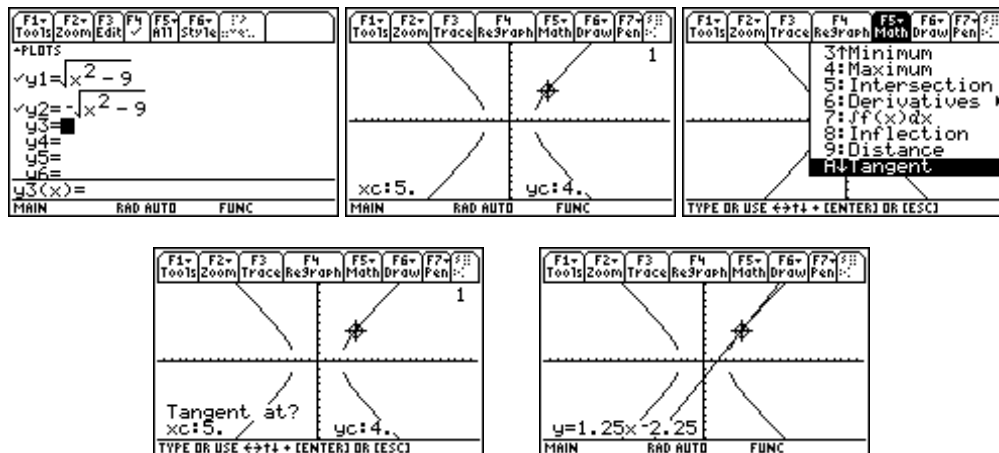 F1▾ F2▾ F3 F4 F5▾ F6▾
Tools Zoom Edit ✓ All Style
▴PLOTS
✓y1=√x² - 9
✓y2=-√x² - 9
y3=
y4=
y5=
y6=
y3(x)=
MAIN RAD AUTO FUNC
F1▾ F2▾ F3 F4 F5▾ F6▾ F7▾
Tools Zoom Trace ReGraph Math Draw Pen
1
xc:5. yc:4.
MAIN RAD AUTO FUNC
F1▾ F2▾ F3 F4 F5▾ F6▾ F7▾
Tools Zoom Trace ReGraph Math Draw Pen
3↑Minimum
4:Maximum
5:Intersection
6:Derivatives ▸
7:∫f(x)dx
8:Inflection
9:Distance
A↓Tangent
TYPE OR USE ←→↑↓ + [ENTER] OR [ESC]
F1▾ F2▾ F3 F4 F5▾ F6▾ F7▾
Tools Zoom Trace ReGraph Math Draw Pen
1
Tangent at?
xc:5. yc:4.
TYPE OR USE ←→↑↓ + [ENTER] OR [ESC]
F1▾ F2▾ F3 F4 F5▾ F6▾ F7▾
Tools Zoom Trace ReGraph Math Draw Pen
y=1.25x-2.25
MAIN RAD AUTO FUNC